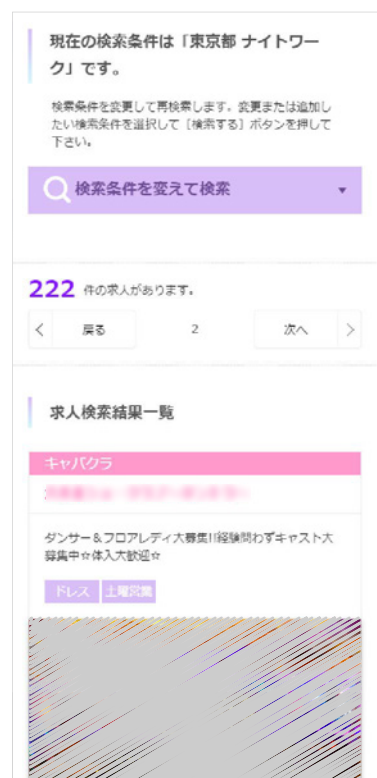 現在の検索条件は「東京都 ナイトワー
ク」です。
検索条件を変更して再検索します。変更または追加し
たい検索条件を選択して［検索する］ボタンを押して
下さい。
検索条件を変えて検索 ▼
222 件の求人があります。
< 戻る 2 次へ >
求人検索結果一覧
キャバクラ
ダンサー＆フロアレディ大募集!!経験問わずキャスト大
募集中☆体入大歓迎☆
ドレス 土曜営業